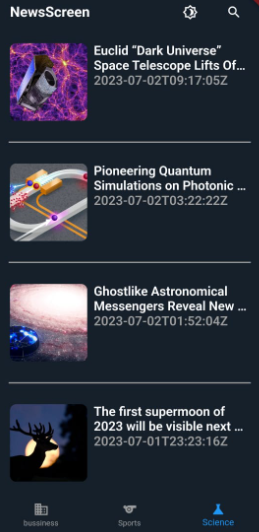 NewsScreen
Euclid “Dark Universe”
Space Telescope Lifts Of...
2023-07-02T09:17:05Z
Pioneering Quantum
Simulations on Photonic ...
2023-07-02T03:22:22Z
Ghostlike Astronomical
Messengers Reveal New ...
2023-07-02T01:52:04Z
The first supermoon of
2023 will be visible next ...
2023-07-01T23:23:16Z
bussiness Sports Science